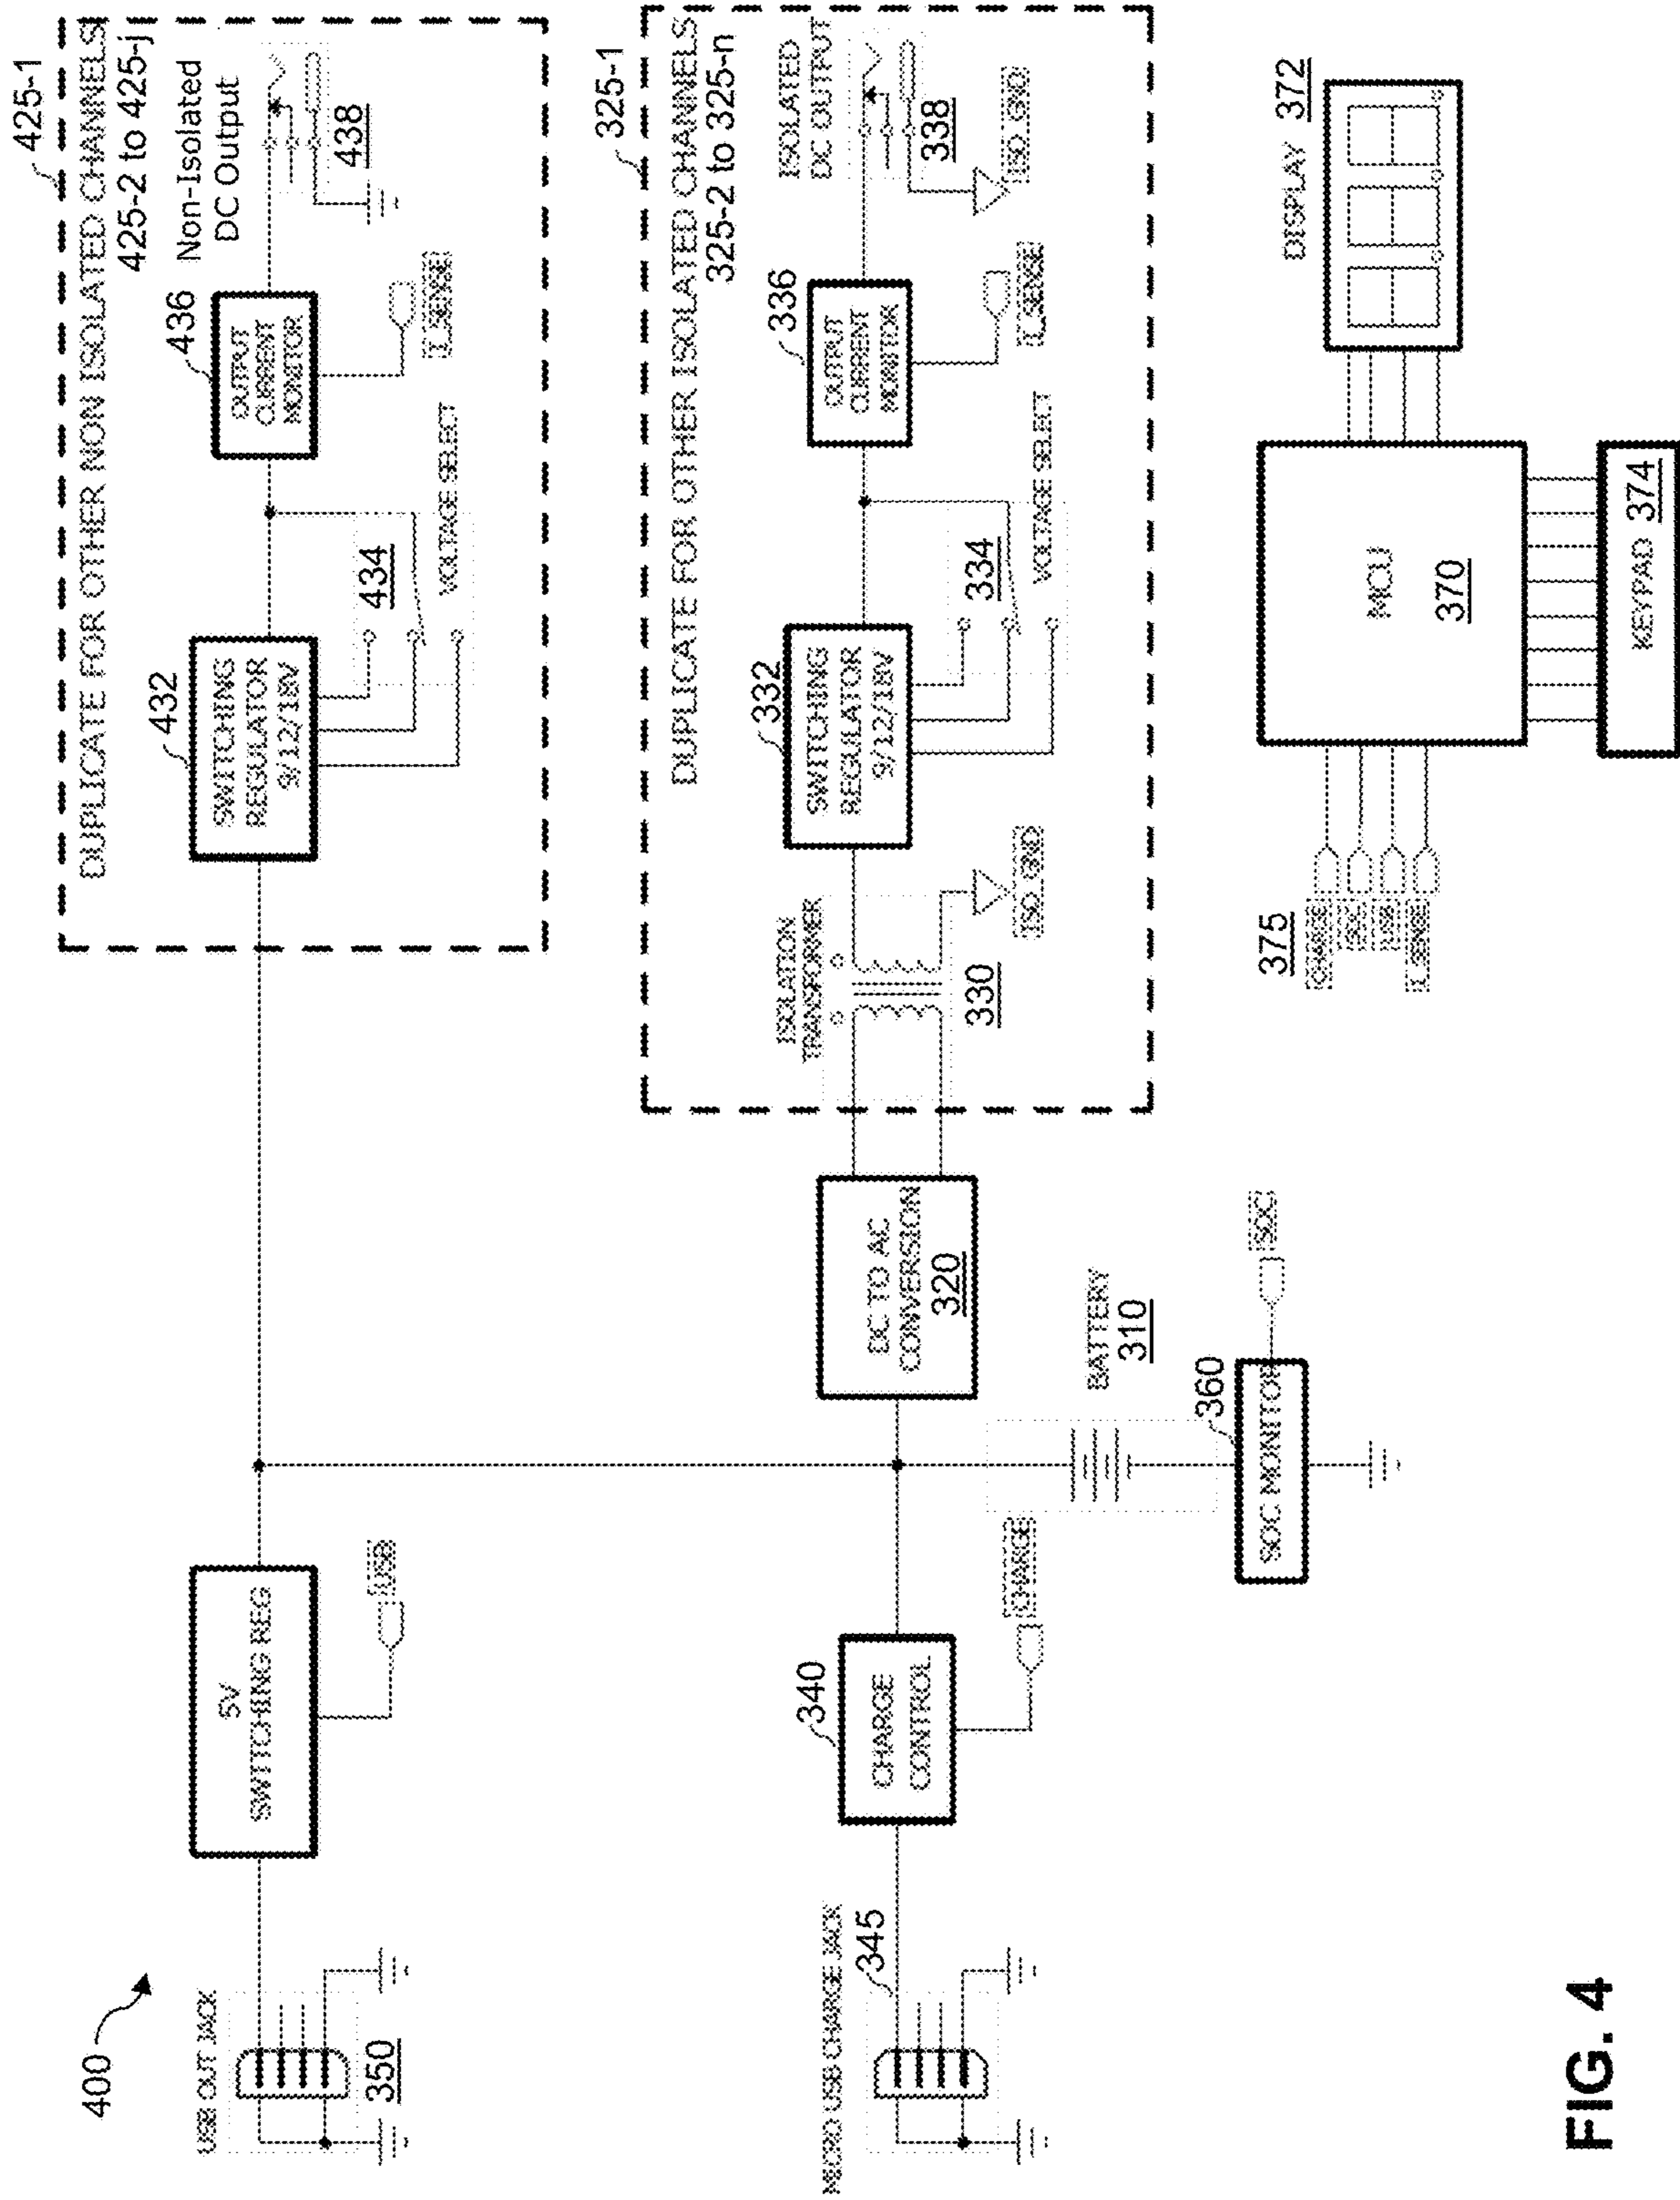 400
USB OUT JACK
350
5V
SWITCHING REG
USB
425-1
DUPLICATE FOR OTHER NON ISOLATED CHANNELS
425-2 to 425-j
432
SWITCHING
REGULATOR
9/12/18V
434
VOLTAGE SELECT
436
OUTPUT
CURRENT
MONITOR
I_SENSE
Non-Isolated
DC Output
438
MICRO USB CHARGE JACK
345
340
CHARGE
CONTROL
CHARGE
BATTERY
310
360
SOC MONITOR
SOC
DC TO AC
CONVERSION
320
325-1
DUPLICATE FOR OTHER ISOLATED CHANNELS
325-2 to 325-n
ISOLATION
TRANSFORMER
330
ISO_GND
332
SWITCHING
REGULATOR
9/12/18V
334
VOLTAGE SELECT
336
OUTPUT
CURRENT
MONITOR
I_SENSE
ISOLATED
DC OUTPUT
338
ISO_GND
375
CHARGE
SOC
USB
I_SENSE
MCU
370
DISPLAY 372
KEYPAD 374
FIG. 4